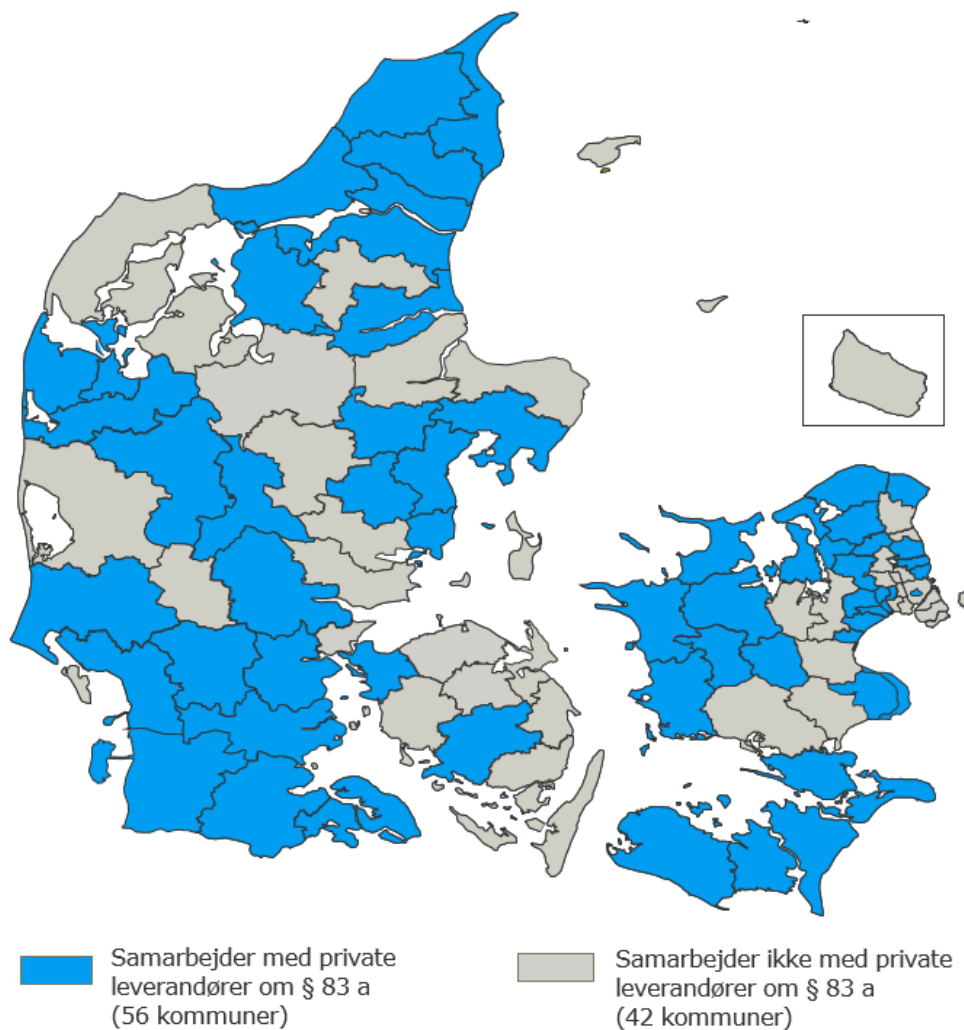 Samarbejder med private
leverandører om § 83 a
(56 kommuner)
Samarbejder ikke med private
leverandører om § 83 a
(42 kommuner)